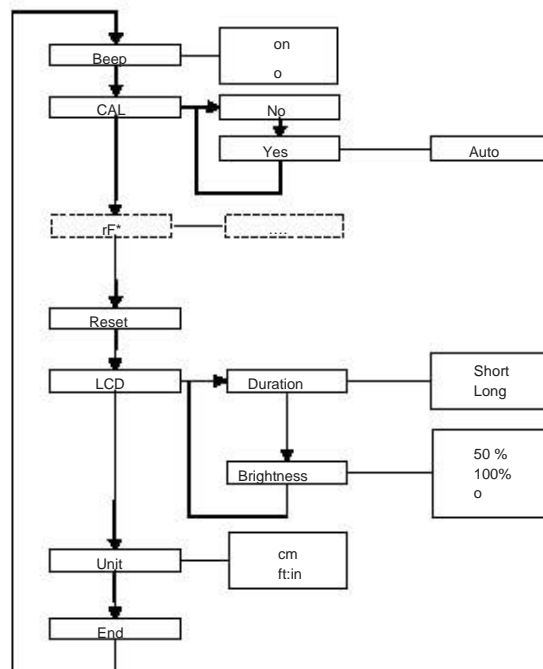 Beep
on
o
CAL
No
Yes
Auto
rF*
....
Reset
LCD
Duration
Short
Long
Brightness
50 %
100%
o
Unit
cm
ft:in
End